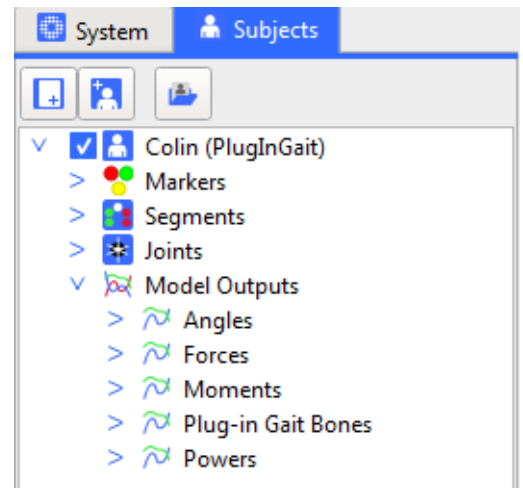 System Subjects
Colin (PlugInGait)
Markers
Segments
Joints
Model Outputs
Angles
Forces
Moments
Plug-in Gait Bones
Powers